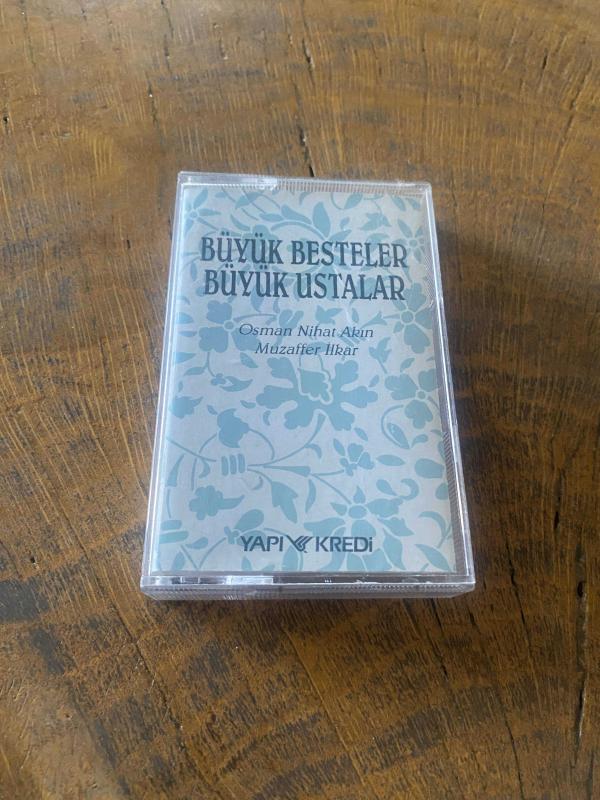 BÜYÜK BESTELER
BÜYÜK USTALAR
Osman Nihat Akın
Muzaffer İlkar
YAPI KREDİ